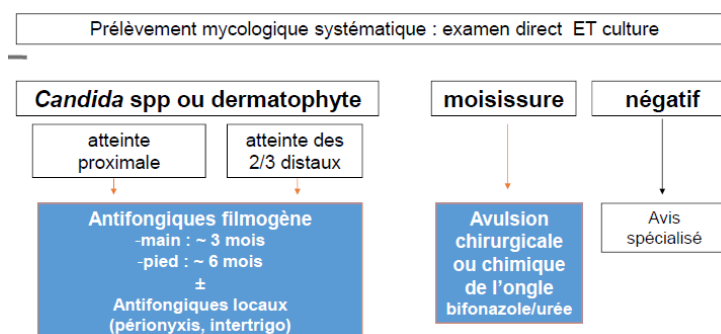 Prélèvement mycologique systématique : examen direct ET culture
Candida spp ou dermatophyte
moisissure
négatif
atteinte
proximale
atteinte des
2/3 distaux
Antifongiques filmogène
-main : ~ 3 mois
-pied : ~ 6 mois
±
Antifongiques locaux
(périonyxis, intertrigo)
Avulsion
chirurgicale
ou chimique
de l'ongle
bifonazole/urée
Avis
spécialisé